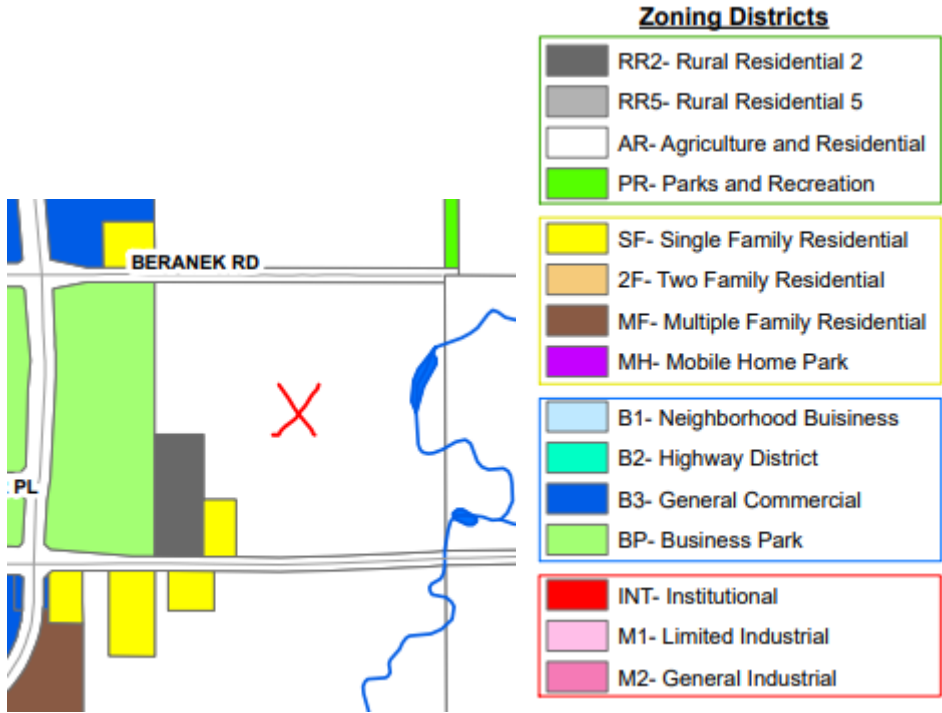 Zoning Districts
RR2- Rural Residential 2
RR5- Rural Residential 5
AR- Agriculture and Residential
PR- Parks and Recreation
SF- Single Family Residential
2F- Two Family Residential
MF- Multiple Family Residential
MH- Mobile Home Park
B1- Neighborhood Buisiness
B2- Highway District
B3- General Commercial
BP- Business Park
INT- Institutional
M1- Limited Industrial
M2- General Industrial
BERANEK RD
PL